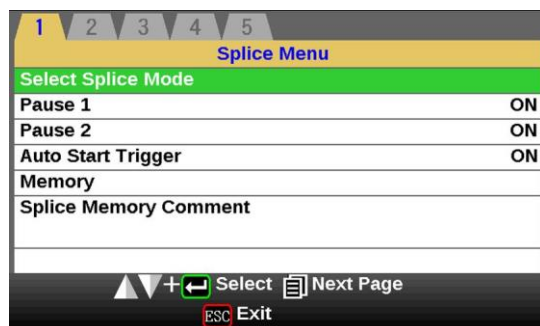 1 2 3 4 5
Splice Menu
Select Splice Mode
Pause 1 ON
Pause 2 ON
Auto Start Trigger ON
Memory
Splice Memory Comment
+ Select Next Page
ESC Exit